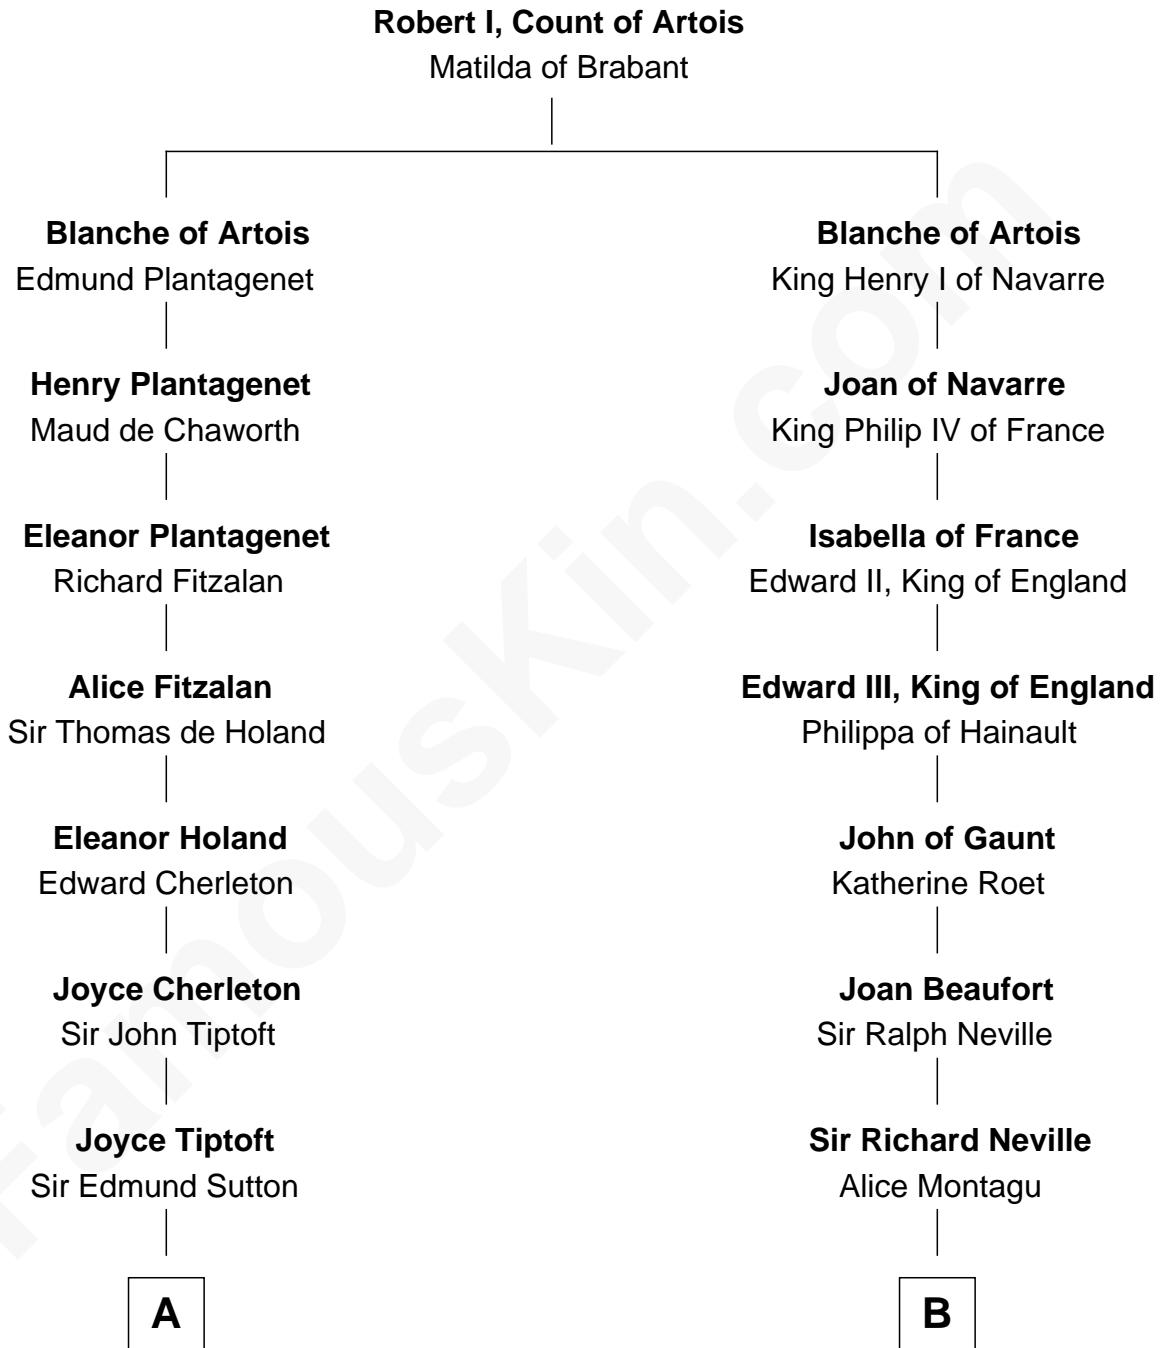 Robert I, Count of Artois
Matilda of Brabant
Blanche of Artois
Edmund Plantagenet
Henry Plantagenet
Maud de Chaworth
Eleanor Plantagenet
Richard Fitzalan
Alice Fitzalan
Sir Thomas de Holand
Eleanor Holand
Edward Cherleton
Joyce Cherleton
Sir John Tiptoft
Joyce Tiptoft
Sir Edmund Sutton
A
Blanche of Artois
King Henry I of Navarre
Joan of Navarre
King Philip IV of France
Isabella of France
Edward II, King of England
Edward III, King of England
Philippa of Hainault
John of Gaunt
Katherine Roet
Joan Beaufort
Sir Ralph Neville
Sir Richard Neville
Alice Montagu
B
FamousKin.com